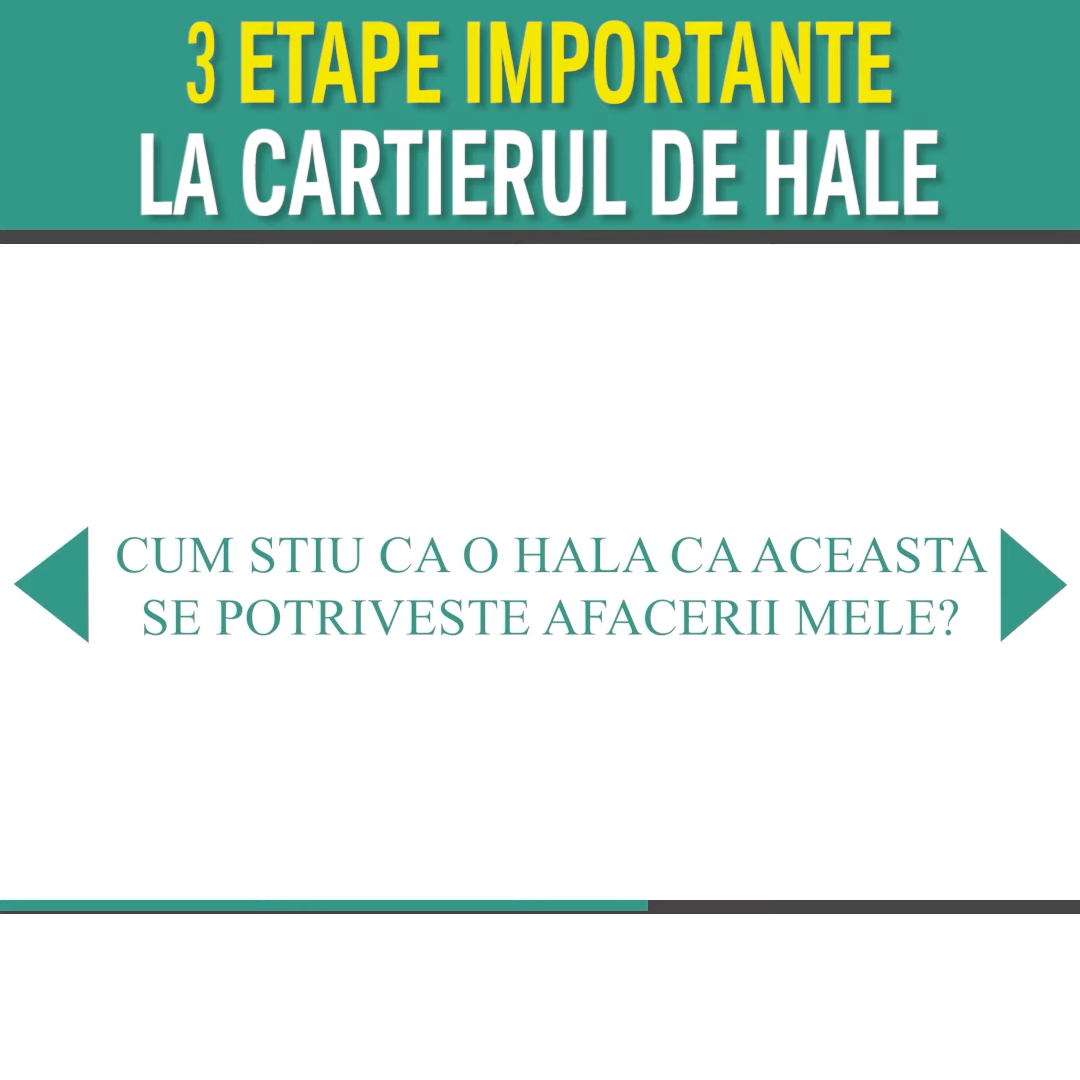 3 ETAPE IMPORTANTE
LA CARTIERUL DE HALE
CUM STIU CA O HALA CA ACEASTA
SE POTRIVESTE AFACERII MELE?